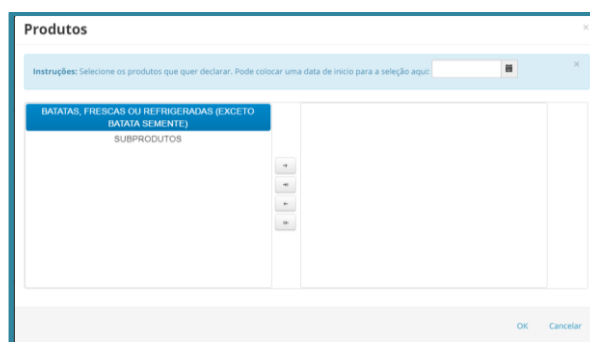 Produtos
Instruções: Selecione os produtos que quer declarar. Pode colocar uma data de inicio para a seleção aqui:
BATATAS, FRESCAS OU REFRIGERADAS (EXCETO
BATATA SEMENTE)
SUBPRODUTOS
OK Cancelar